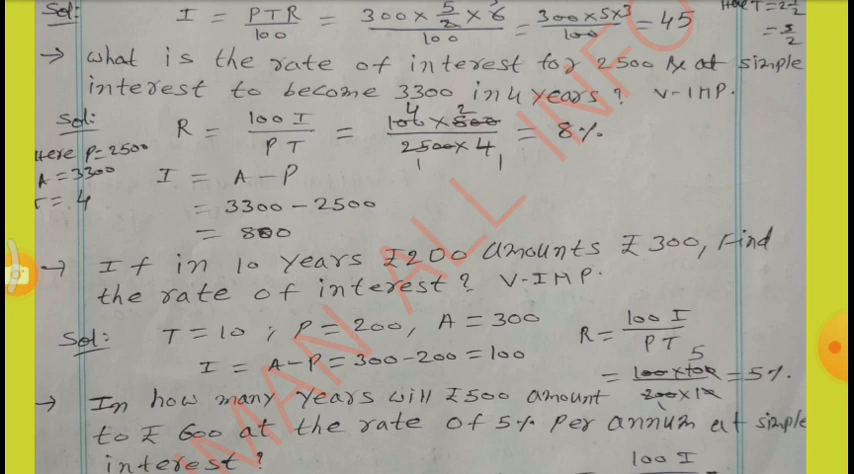 Sol: I = PTR/100 = 300 × 5/2 × 6 3/100 = 300×5×3/100 = 45 Here T = 2 1/2
= 5/2
→ What is the rate of interest for 2500 Rs at simple
interest to become 3300 in 4 years? V-IMP.
Sol: R = 100 I/P T = 100 × 800/2500 × 4 = 8%
Here P = 2500
A = 3300 I = A - P
T = 4 = 3300 - 2500
= 800
→ If in 10 years ₹200 amounts ₹300, Find
the rate of interest? V-IMP.
Sol: T = 10; P = 200, A = 300 R = 100 I/P T
I = A-P = 300-200 = 100 = 100×100/200×10 = 5%.
→ In how many years will ₹500 amount
to ₹ 600 at the rate of 5% per annum at simple
interest? 100 I
MAN ALL INFO